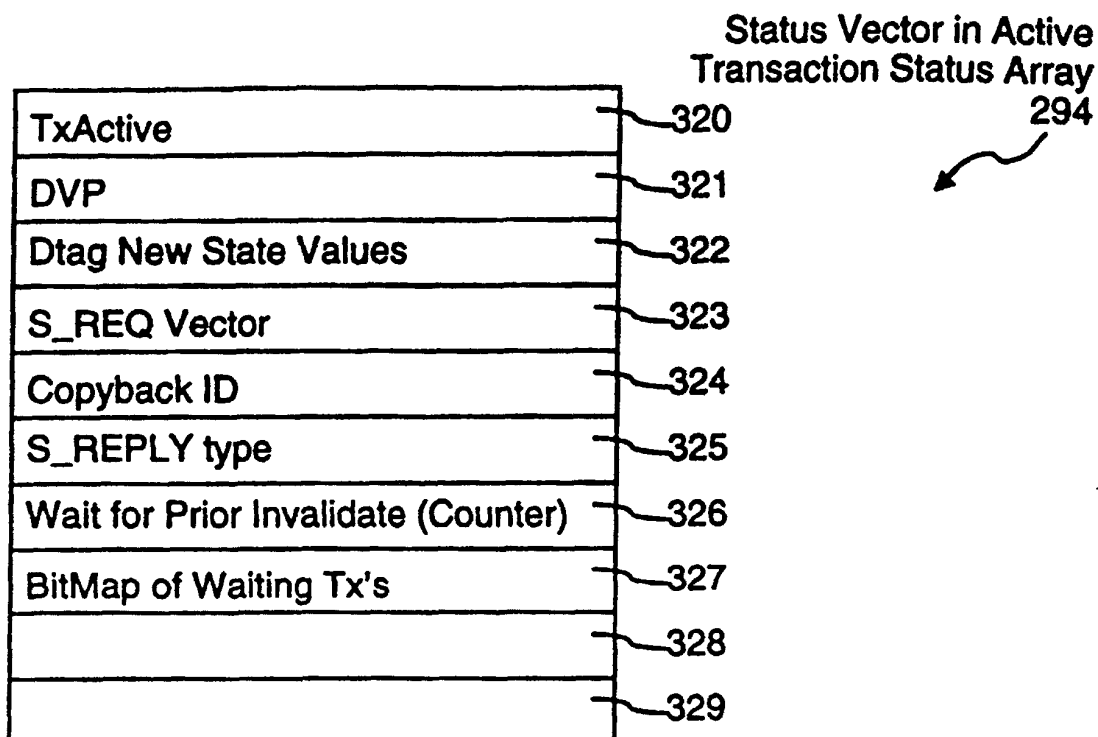 Status Vector in Active
Transaction Status Array
294
TxActive 320
DVP 321
Dtag New State Values 322
S_REQ Vector 323
Copyback ID 324
S_REPLY type 325
Wait for Prior Invalidate (Counter) 326
BitMap of Waiting Tx's 327
328
329